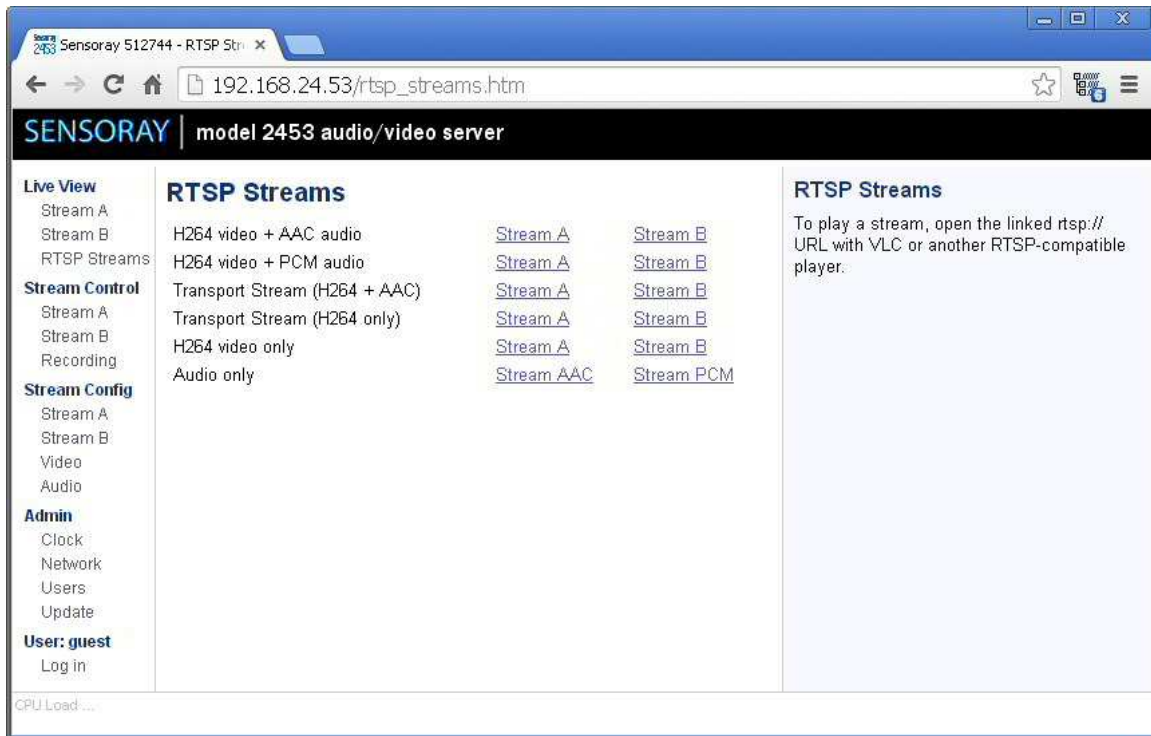 Sensoray 512744 - RTSP Str
192.168.24.53/rtsp_streams.htm
SENSORAY | model 2453 audio/video server
Live View
Stream A
Stream B
RTSP Streams
Stream Control
Stream A
Stream B
Recording
Stream Config
Stream A
Stream B
Video
Audio
Admin
Clock
Network
Users
Update
User: guest
Log in
RTSP Streams
H264 video + AAC audio Stream A Stream B
H264 video + PCM audio Stream A Stream B
Transport Stream (H264 + AAC) Stream A Stream B
Transport Stream (H264 only) Stream A Stream B
H264 video only Stream A Stream B
Audio only Stream AAC Stream PCM
RTSP Streams
To play a stream, open the linked rtsp://
URL with VLC or another RTSP-compatible
player.
CPU Load ...